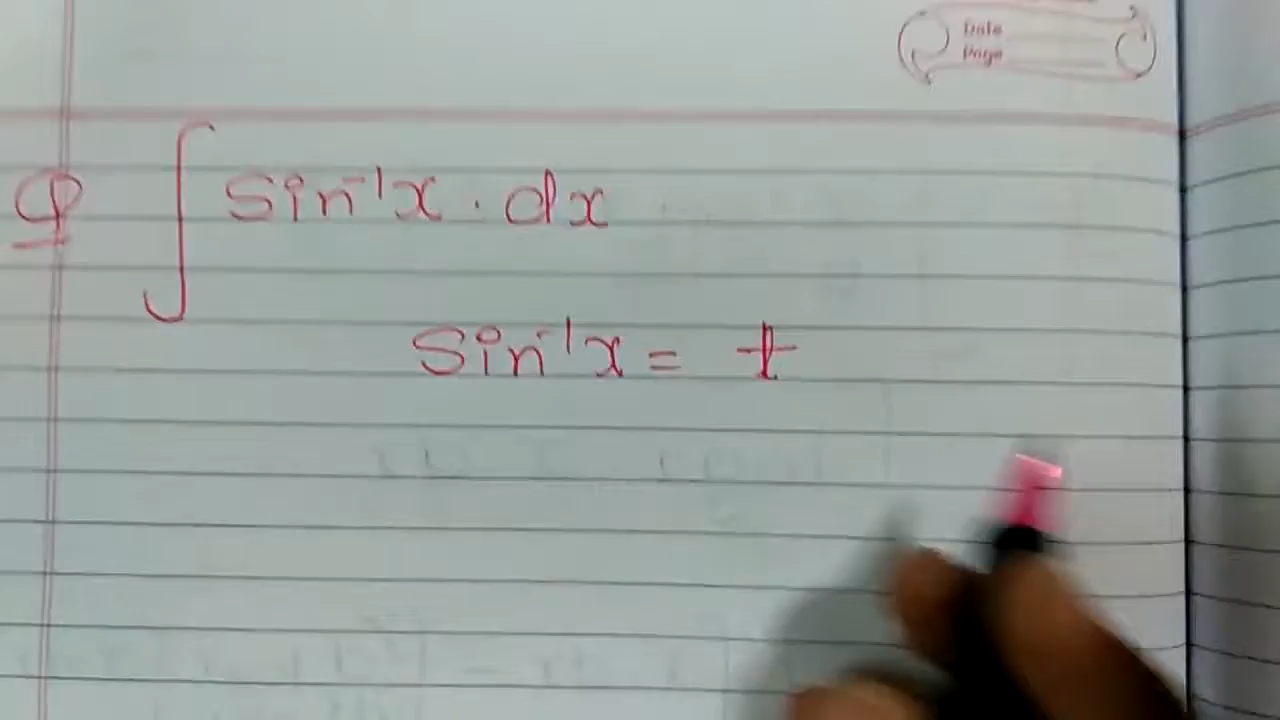 Date
Page
Q ∫ Sin⁻¹x · dx
Sin⁻¹x = t